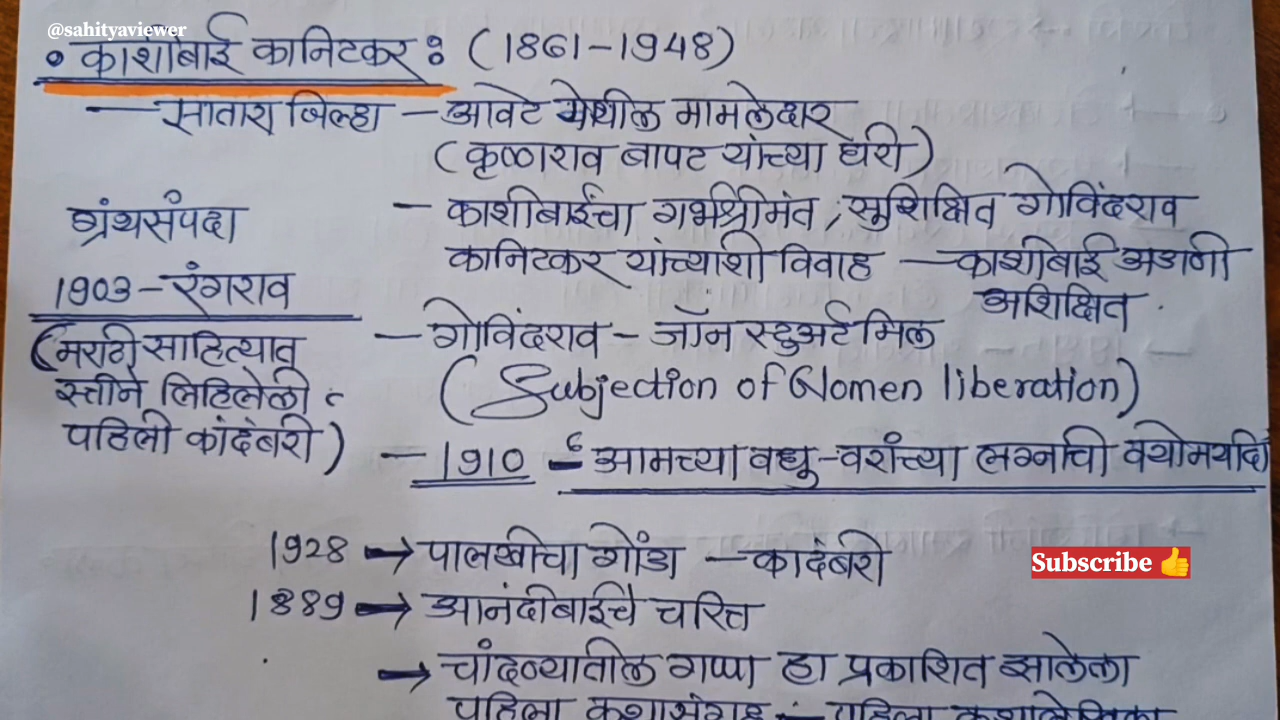 @sahityaviewer
• काशीबाई कानिटकर : (1861-1948)
— सातारा जिल्हा — आवटे येथील मामलेदार
(कृष्णराव बापट यांच्या घरी)
ग्रंथसंपदा
1903 - रंगराव
(मराठी साहित्यात
स्त्रीने लिहिलेली :
पहिली कादंबरी)
— काशीबाईंचा गर्भश्रीमंत, सुशिक्षित गोविंदराव
कानिटकर यांच्यांशी विवाह — काशीबाई अडाणी
अशिक्षित .
— गोविंदराव - जॉन स्टुअर्ट मिल
(Subjection of Women liberation)
— 1910 - ‘आमच्या वधू-वरांच्या लग्नाची वयोमर्यादा
1928 → पालखीचा गोंडा — कादंबरी
1889 → आनंदीबाईंचे चरित्र
→ चांदण्यातील गप्पा हा प्रकाशित झालेला
पहिला कथासंग्रह — पहिला कथालेखिका
Subscribe 👍